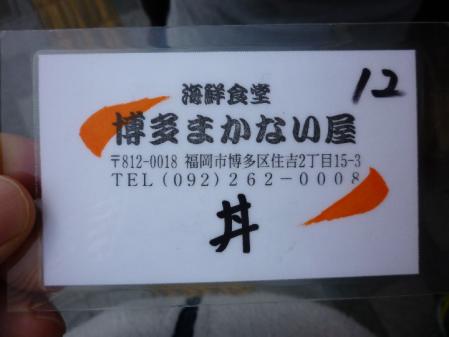 12
海鮮食堂
博多まかない屋
〒812-0018 福岡市博多区住吉2丁目15-3
TEL(092)262-0008
丼